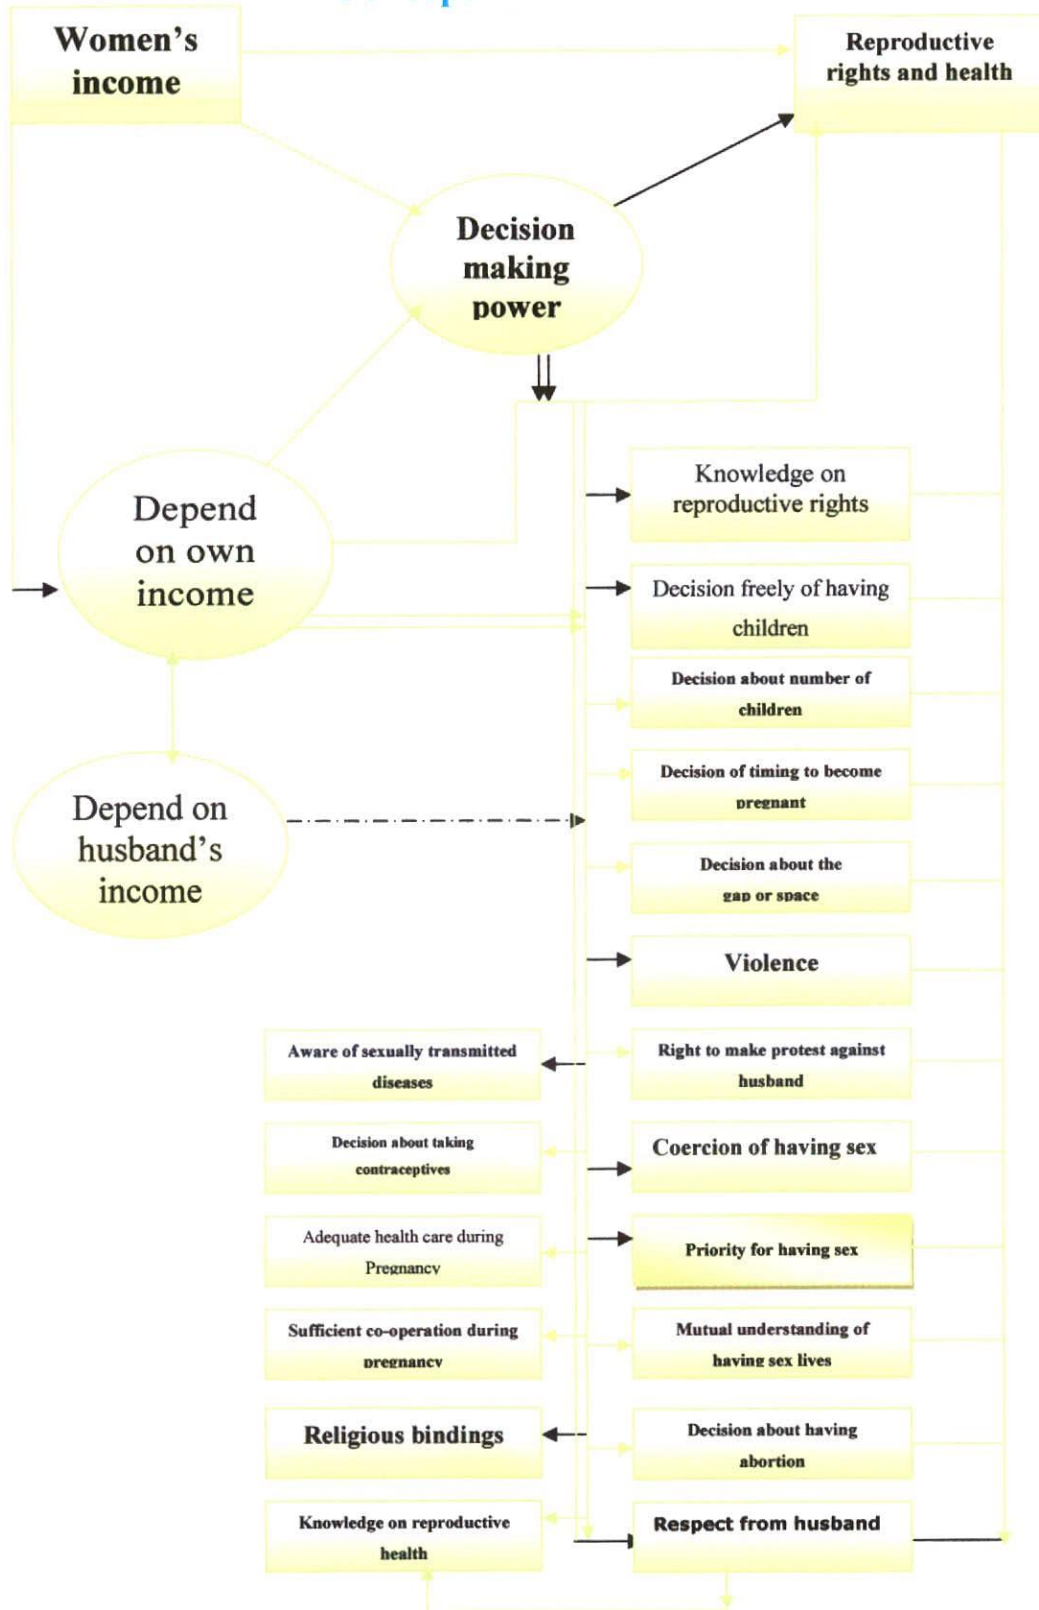 Women's
income
Reproductive
rights and health
Decision
making
power
Depend
on own
income
Depend on
husband's
income
Knowledge on
reproductive rights
Decision freely of having
children
Decision about number of
children
Decision of timing to become
pregnant
Decision about the
gap or space
Violence
Aware of sexually transmitted
diseases
Right to make protest against
husband
Decision about taking
contraceptives
Coercion of having sex
Adequate health care during
Pregnancy
Priority for having sex
Sufficient co-operation during
pregnancy
Mutual understanding of
having sex lives
Religious bindings
Decision about having
abortion
Knowledge on reproductive
health
Respect from husband